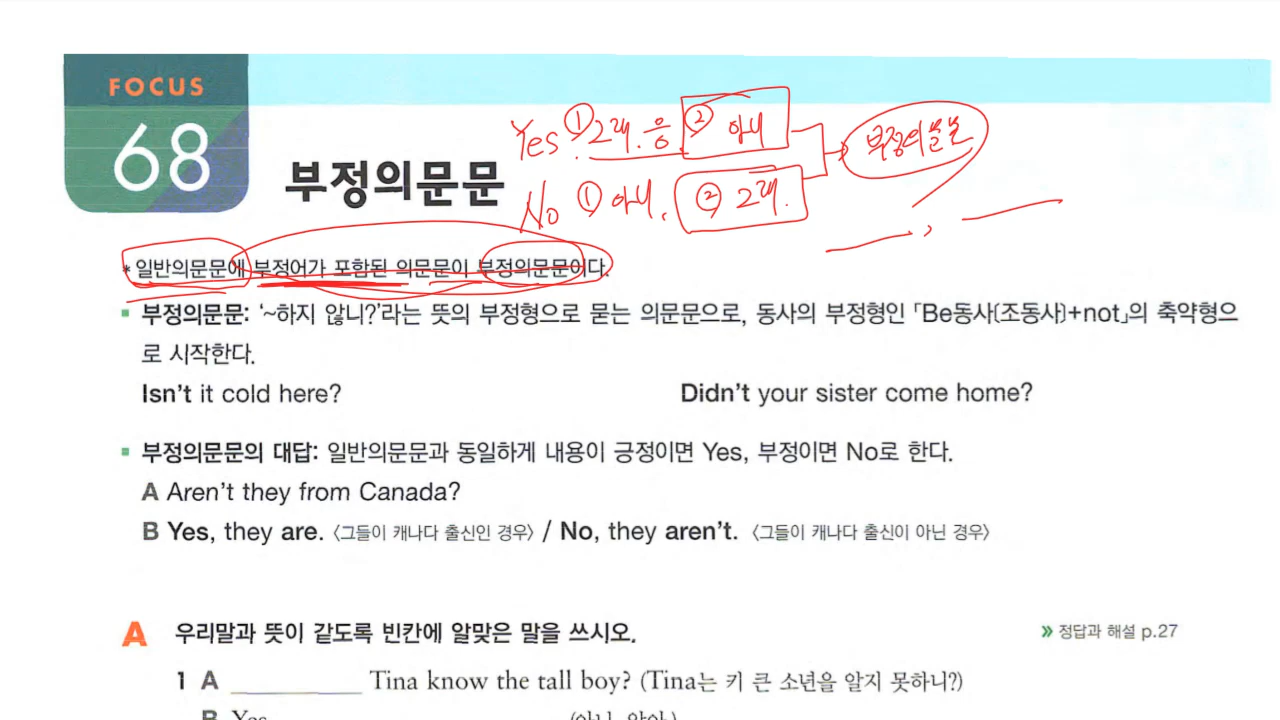 FOCUS
68
부정의문문
Yes ① 그래. 응 ② 아니
No ① 아니. ② 그래.
부정의문문
* 일반의문문에 부정어가 포함된 의문문이 부정의문문이다.
부정의문문: '~하지 않니?'라는 뜻의 부정형으로 묻는 의문문으로, 동사의 부정형인 「Be동사[조동사]+not」의 축약형으
로 시작한다.
Isn't it cold here? Didn't your sister come home?
부정의문문의 대답: 일반의문문과 동일하게 내용이 긍정이면 Yes, 부정이면 No로 한다.
A Aren't they from Canada?
B Yes, they are. 〈그들이 캐나다 출신인 경우〉 / No, they aren't. 〈그들이 캐나다 출신이 아닌 경우〉
A 우리말과 뜻이 같도록 빈칸에 알맞은 말을 쓰시오.
» 정답과 해설 p.27
1 A ________ Tina know the tall boy? (Tina는 키 큰 소년을 알지 못하니?)
B Yes